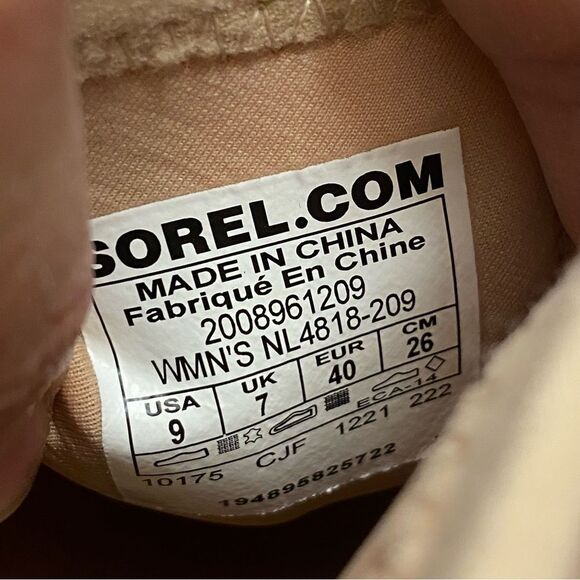 SOREL.COM
MADE IN CHINA
Fabriqué En Chine
2008961209
WMN'S NL4818-209
USA UK EUR CM
9 7 40 26
ECA-14
10175 CJF 1221 222
194895825722